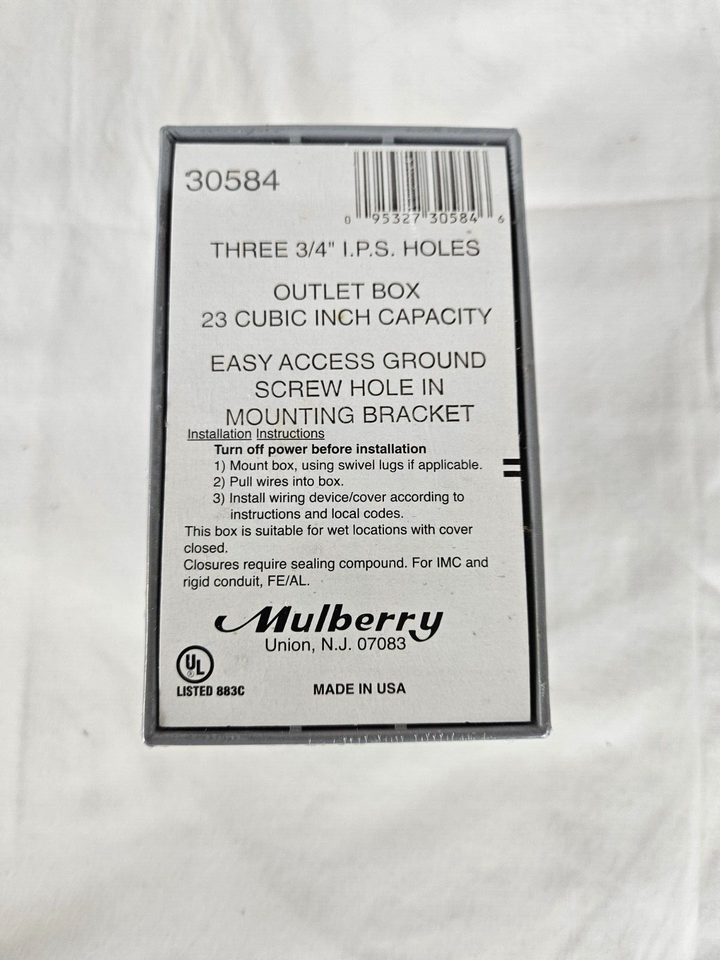 30584
0 95327 30584 6
THREE 3/4" I.P.S. HOLES
OUTLET BOX
23 CUBIC INCH CAPACITY
EASY ACCESS GROUND
SCREW HOLE IN
MOUNTING BRACKET
Installation Instructions
Turn off power before installation
1) Mount box, using swivel lugs if applicable.
2) Pull wires into box.
3) Install wiring device/cover according to
instructions and local codes.
This box is suitable for wet locations with cover
closed.
Closures require sealing compound. For IMC and
rigid conduit, FE/AL.
Mulberry
Union, N.J. 07083
UL ®
LISTED 883C
MADE IN USA